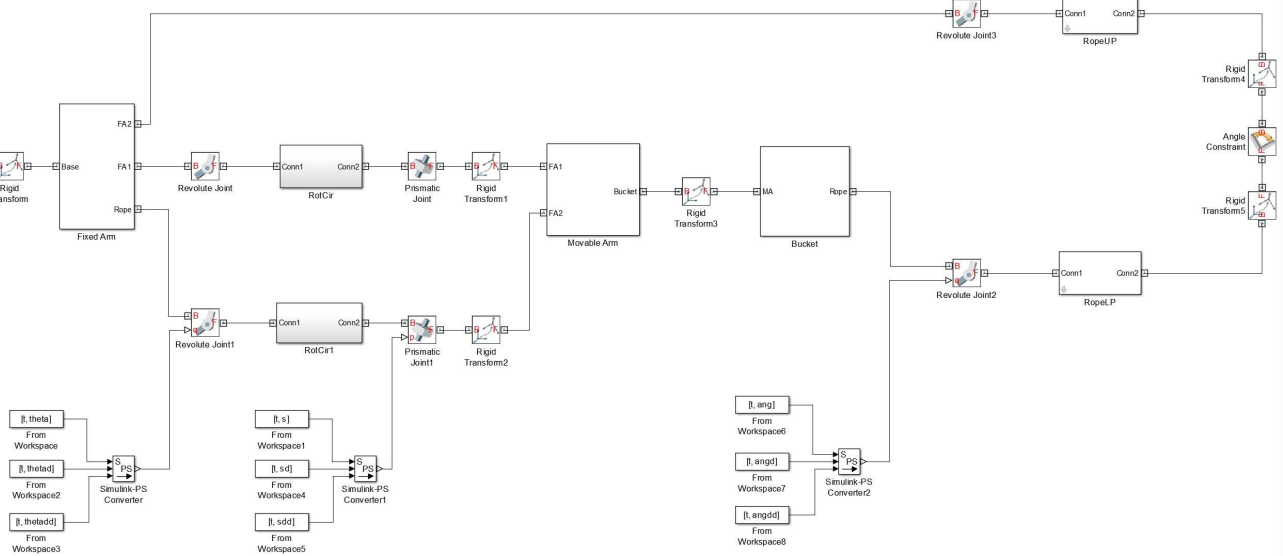 Revolute Joint3
Conn1 Conn2
RopeUP
Rigid
Transform4
Angle
Constraint
Rigid
Transform5
Rigid
ansform
Base
FA2
FA1
Rope
Fixed Arm
B F
Revolute Joint
Conn1 Conn2
RotCir
B F
Prismatic
Joint
B F
Rigid
Transform1
FA1
FA2
Bucket
Movable Arm
B F
Rigid
Transform3
MA Rope
Bucket
B
q
Revolute Joint2
Conn1 Conn2
RopeLP
B
q
Revolute Joint1
Conn1 Conn2
RotCir1
B F
p
Prismatic
Joint1
B F
Rigid
Transform2
[t, theta]
From
Workspace
[t, thetad]
From
Workspace2
[t, thetadd]
From
Workspace3
S
PS
Simulink-PS
Converter
[t, s]
From
Workspace1
[t, sd]
From
Workspace4
[t, sdd]
From
Workspace5
S
PS
Simulink-PS
Converter1
[t, ang]
From
Workspace6
[t, angd]
From
Workspace7
[t, angdd]
From
Workspace8
S
PS
Simulink-PS
Converter2